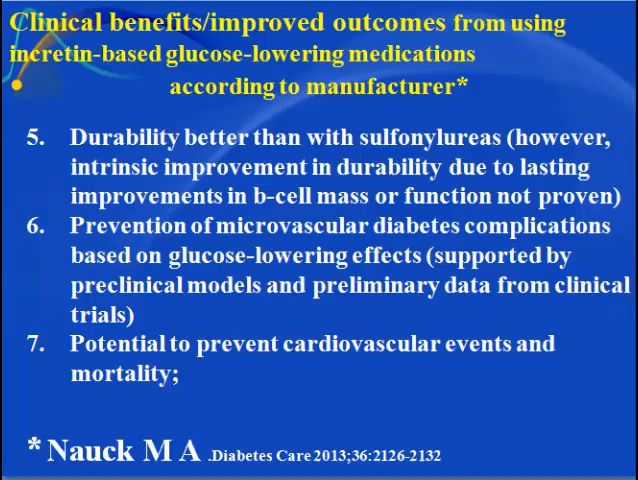 Clinical benefits/improved outcomes from using
incretin-based glucose-lowering medications
according to manufacturer*
5. Durability better than with sulfonylureas (however,
intrinsic improvement in durability due to lasting
improvements in b-cell mass or function not proven)
6. Prevention of microvascular diabetes complications
based on glucose-lowering effects (supported by
preclinical models and preliminary data from clinical
trials)
7. Potential to prevent cardiovascular events and
mortality;
* Nauck M A .Diabetes Care 2013;36:2126-2132